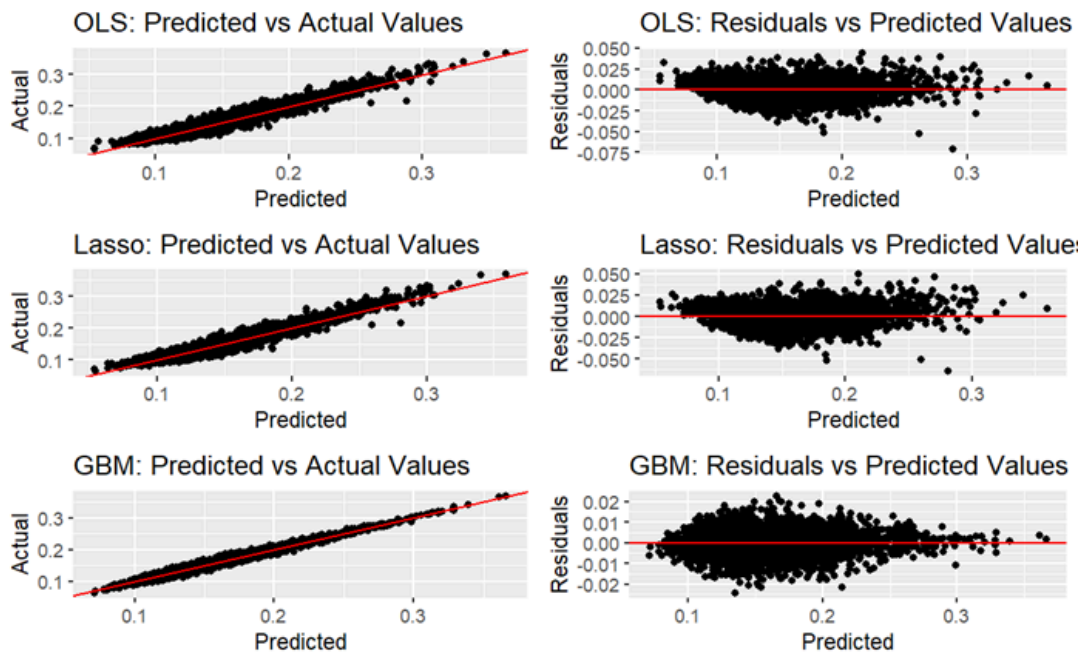 OLS: Predicted vs Actual Values
Actual
0.3
0.2
0.1
0.1
0.2
0.3
Predicted
OLS: Residuals vs Predicted Values
Residuals
0.050
0.025
0.000
-0.025
-0.050
-0.075
0.1
0.2
0.3
Predicted
Lasso: Predicted vs Actual Values
Actual
0.3
0.2
0.1
0.1
0.2
0.3
Predicted
Lasso: Residuals vs Predicted Values
Residuals
0.050
0.025
0.000
-0.025
-0.050
0.1
0.2
0.3
Predicted
GBM: Predicted vs Actual Values
Actual
0.3
0.2
0.1
0.1
0.2
0.3
Predicted
GBM: Residuals vs Predicted Values
Residuals
0.02
0.01
0.00
-0.01
-0.02
0.1
0.2
0.3
Predicted